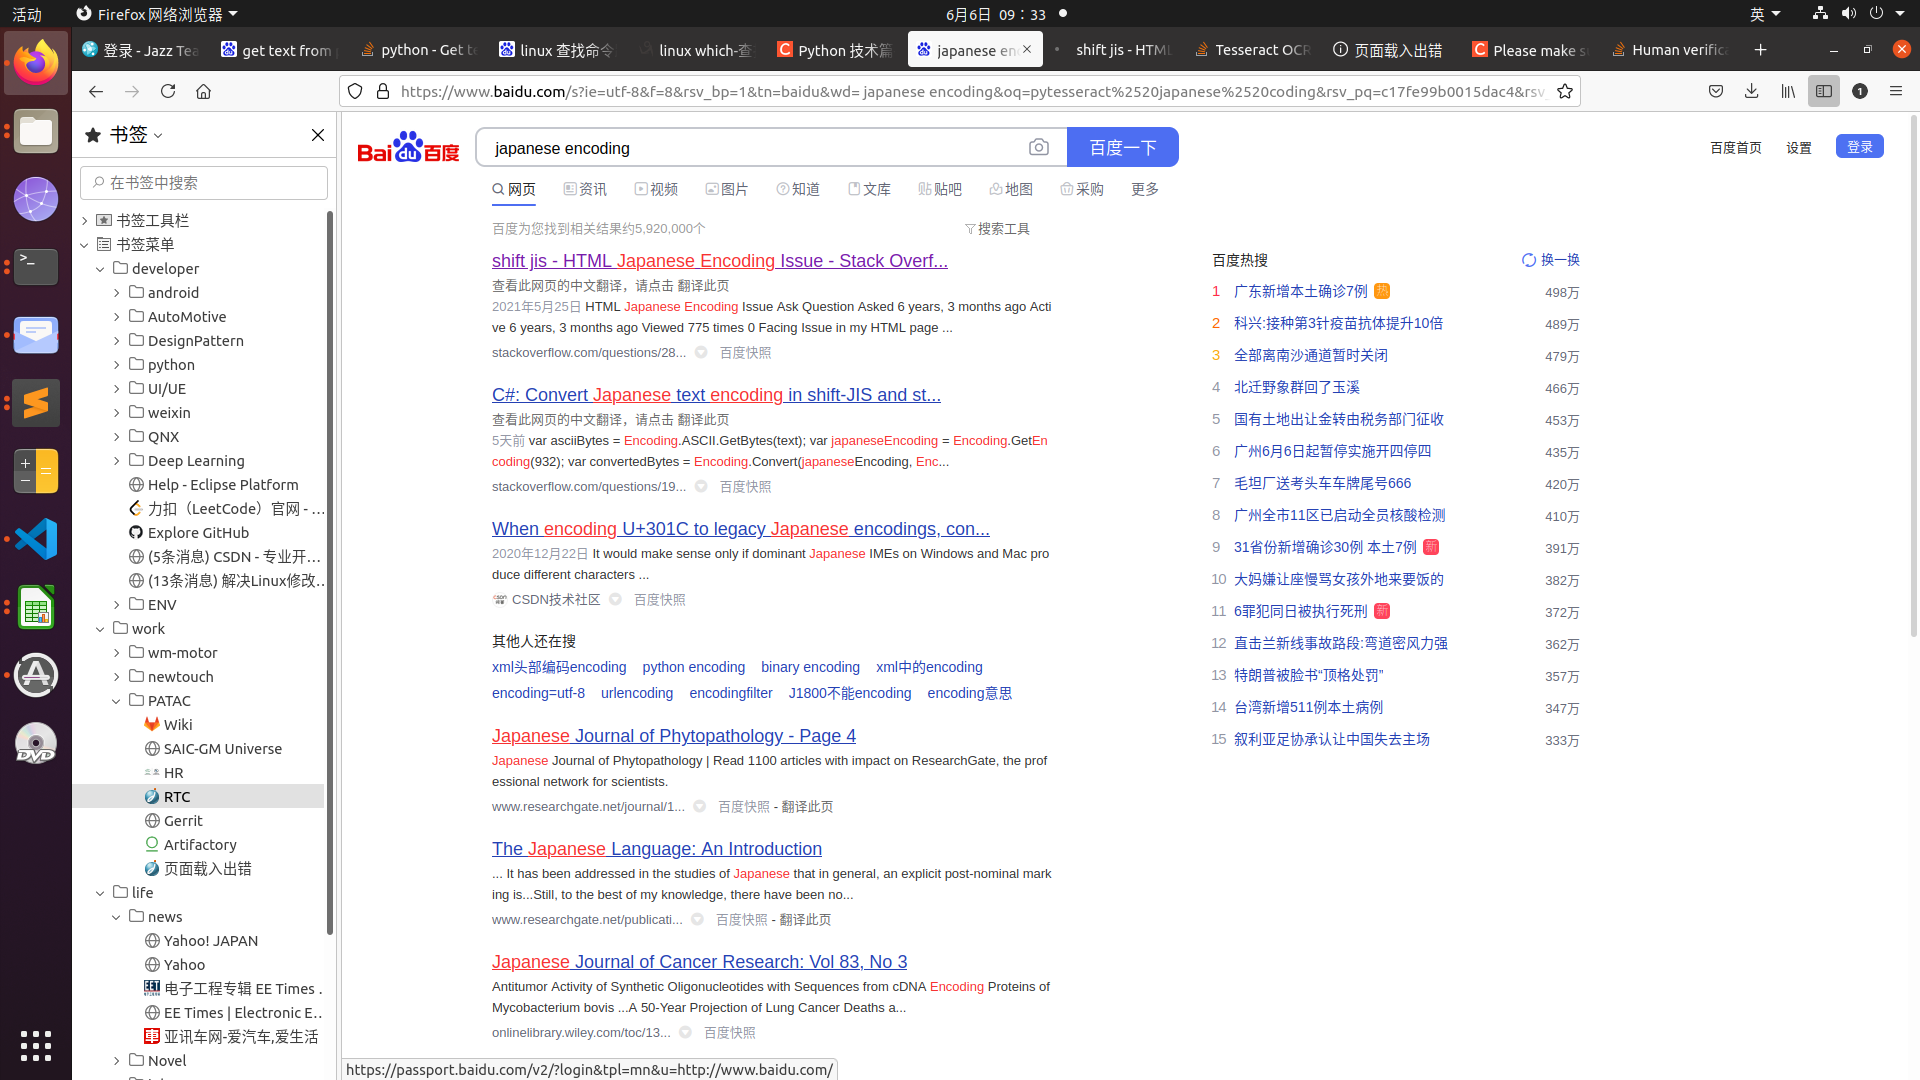 活动
Firefox 网络浏览器
6月6日 09：33
英
登录 - Jazz Tea
get text from
python - Get te
linux 查找命令
linux which-查
Python 技术篇
japanese en
shift jis - HTML
Tesseract OCR
页面载入出错
Please make s
Human verifica
https://www.baidu.com/s?ie=utf-8&f=8&rsv_bp=1&tn=baidu&wd= japanese encoding&oq=pytesseract%2520japanese%2520coding&rsv_pq=c17fe99b0015dac4&rsv_
1
书签
在书签中搜索
书签工具栏
书签菜单
developer
android
AutoMotive
DesignPattern
python
UI/UE
weixin
QNX
Deep Learning
Help - Eclipse Platform
力扣（LeetCode）官网 - …
Explore GitHub
(5条消息) CSDN - 专业开…
(13条消息) 解决Linux修改…
ENV
work
wm-motor
newtouch
PATAC
Wiki
SAIC-GM Universe
HR
RTC
Gerrit
Artifactory
页面载入出错
life
news
Yahoo! JAPAN
Yahoo
电子工程专辑 EE Times .
EE Times | Electronic E…
亚讯车网-爱汽车,爱生活
Novel
Bai du 百度
japanese encoding
百度一下
百度首页
设置
登录
网页
资讯
视频
图片
知道
文库
贴吧
地图
采购
更多
百度为您找到相关结果约5,920,000个
搜索工具
shift jis - HTML Japanese Encoding Issue - Stack Overf...
查看此网页的中文翻译，请点击 翻译此页
2021年5月25日 HTML Japanese Encoding Issue Ask Question Asked 6 years, 3 months ago Acti
ve 6 years, 3 months ago Viewed 775 times 0 Facing Issue in my HTML page ...
stackoverflow.com/questions/28...
百度快照
C#: Convert Japanese text encoding in shift-JIS and st...
查看此网页的中文翻译，请点击 翻译此页
5天前 var asciiBytes = Encoding.ASCII.GetBytes(text); var japaneseEncoding = Encoding.GetEn
coding(932); var convertedBytes = Encoding.Convert(japaneseEncoding, Enc...
stackoverflow.com/questions/19...
百度快照
When encoding U+301C to legacy Japanese encodings, con...
2020年12月22日 It would make sense only if dominant Japanese IMEs on Windows and Mac pro
duce different characters ...
CSDN技术社区
百度快照
其他人还在搜
xml头部编码encoding
python encoding
binary encoding
xml中的encoding
encoding=utf-8
urlencoding
encodingfilter
J1800不能encoding
encoding意思
Japanese Journal of Phytopathology - Page 4
Japanese Journal of Phytopathology | Read 1100 articles with impact on ResearchGate, the prof
essional network for scientists.
www.researchgate.net/journal/1...
百度快照 - 翻译此页
The Japanese Language: An Introduction
... It has been addressed in the studies of Japanese that in general, an explicit post-nominal mark
ing is...Still, to the best of my knowledge, there have been no...
www.researchgate.net/publicati...
百度快照 - 翻译此页
Japanese Journal of Cancer Research: Vol 83, No 3
Antitumor Activity of Synthetic Oligonucleotides with Sequences from cDNA Encoding Proteins of
Mycobacterium bovis ...A 50-Year Projection of Lung Cancer Deaths a...
onlinelibrary.wiley.com/toc/13...
百度快照
百度热搜
换一换
1 广东新增本土确诊7例 热 498万
2 科兴:接种第3针疫苗抗体提升10倍 489万
3 全部离南沙通道暂时关闭 479万
4 北迁野象群回了玉溪 466万
5 国有土地出让金转由税务部门征收 453万
6 广州6月6日起暂停实施开四停四 435万
7 毛坦厂送考头车车牌尾号666 420万
8 广州全市11区已启动全员核酸检测 410万
9 31省份新增确诊30例 本土7例 新 391万
10 大妈嫌让座慢骂女孩外地来要饭的 382万
11 6罪犯同日被执行死刑 新 372万
12 直击兰新线事故路段:弯道密风力强 362万
13 特朗普被脸书“顶格处罚” 357万
14 台湾新增511例本土病例 347万
15 叙利亚足协承认让中国失去主场 333万
https://passport.baidu.com/v2/?login&tpl=mn&u=http://www.baidu.com/